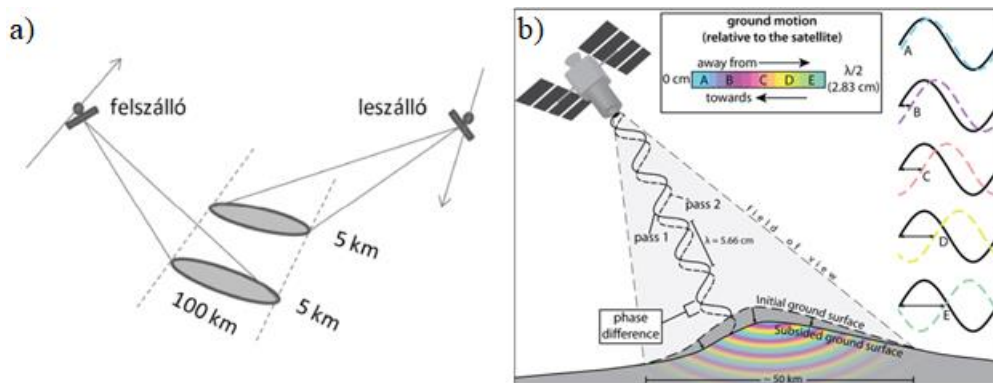 a)
felszálló
leszálló
5 km
100 km
5 km
b)
ground motion
(relative to the satellite)
away from
0 cm
A B C D E
λ/2
(2.83 cm)
towards
A
B
C
D
E
pass 2
pass 1
λ = 5.66 cm
Field of view
phase
difference
Initial ground surface
Subsided ground surface
~ 50 km